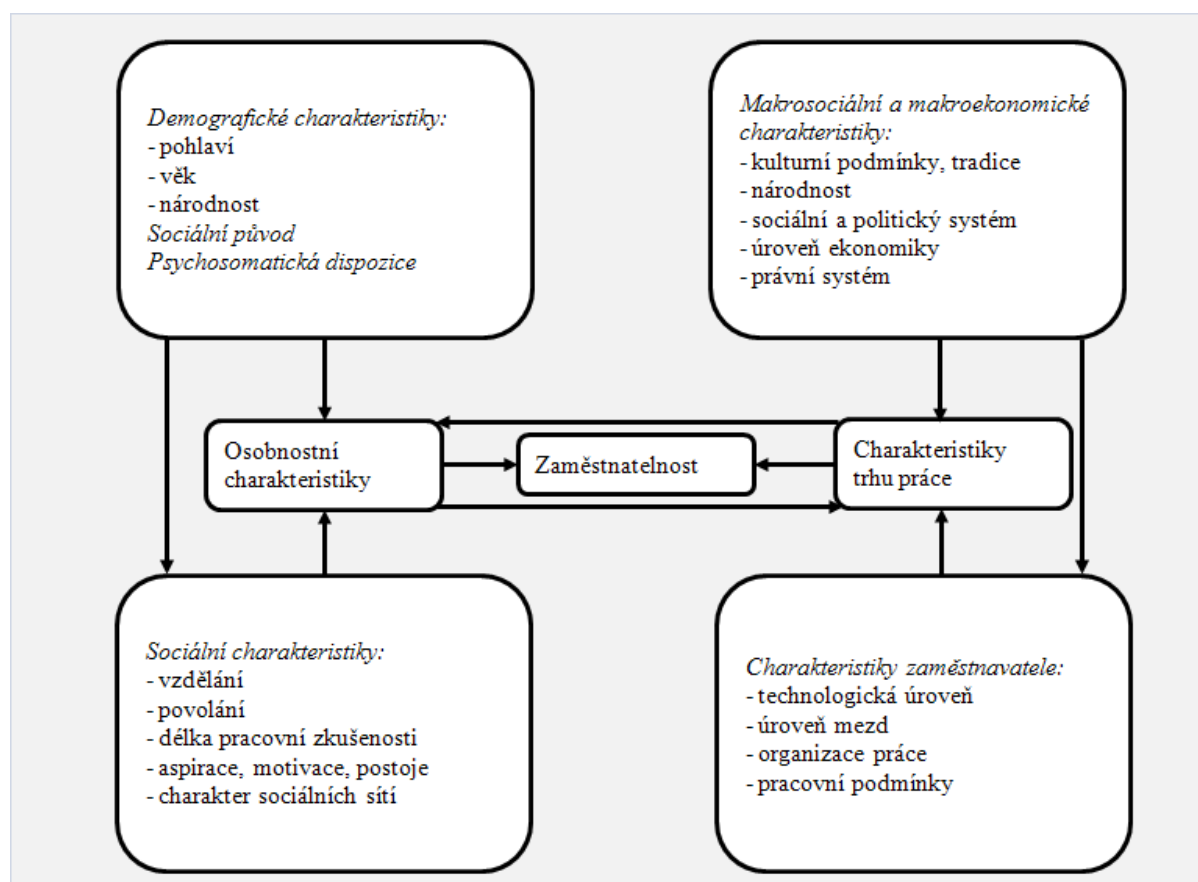 Demografické charakteristiky:
- pohlaví
- věk
- národnost
Sociální původ
Psychosomatická dispozice
Makrosociální a makroekonomické
charakteristiky:
- kulturní podmínky, tradice
- národnost
- sociální a politický systém
- úroveň ekonomiky
- právní systém
Osobnostní
charakteristiky
Zaměstnatelnost
Charakteristiky
trhu práce
Sociální charakteristiky:
- vzdělání
- povolání
- délka pracovní zkušenosti
- aspirace, motivace, postoje
- charakter sociálních sítí
Charakteristiky zaměstnavatele:
- technologická úroveň
- úroveň mezd
- organizace práce
- pracovní podmínky